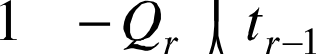 1 - Q_r ∤ t_{r-1}